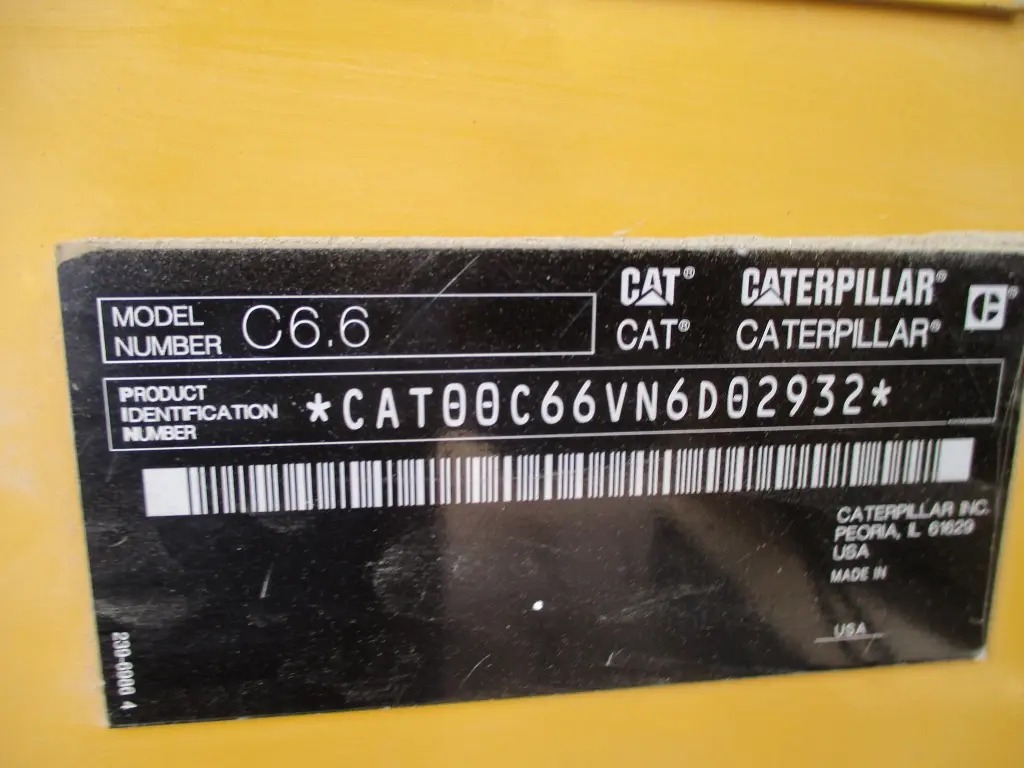 CAT® CATERPILLAR®
MODEL NUMBER C6.6
CAT® CATERPILLAR®
PRODUCT IDENTIFICATION NUMBER *CAT00C66VN6D02932*
CATERPILLAR INC.
PEORIA, IL 61629
USA
MADE IN
USA